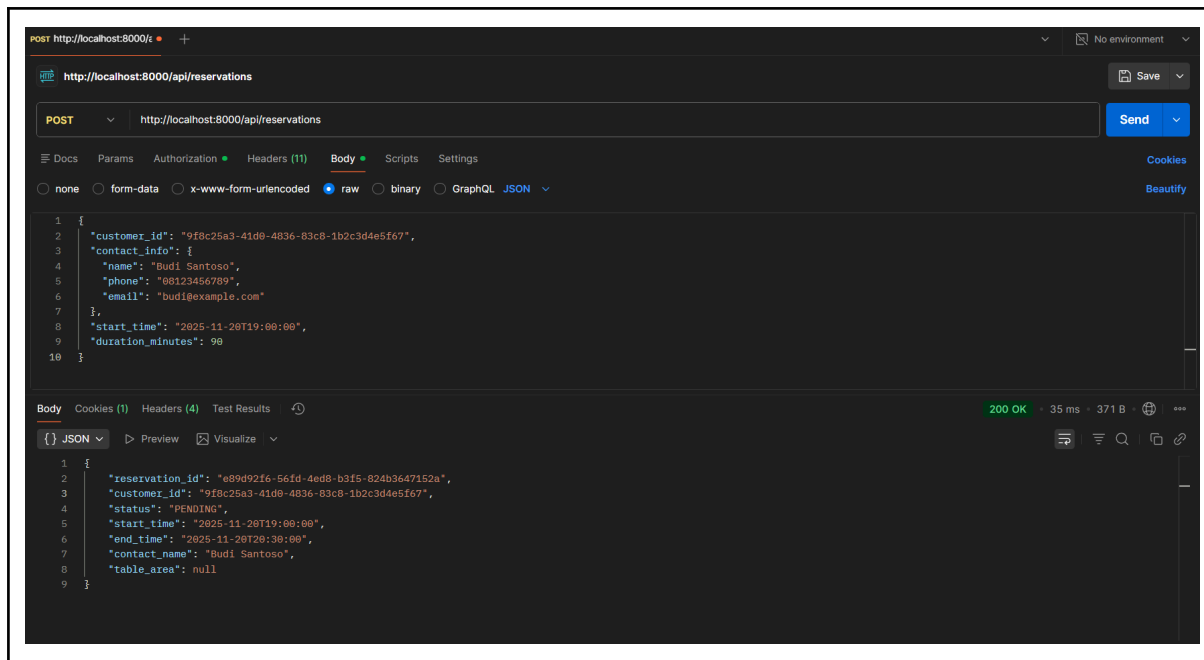 POST http://localhost:8000/ε
No environment
HTTP http://localhost:8000/api/reservations
Save
POST http://localhost:8000/api/reservations
Send
Docs Params Authorization Headers (11) Body Scripts Settings
Cookies
none form-data x-www-form-urlencoded raw binary GraphQL JSON
Beautify
1 {
2 "customer_id": "9f8c25a3-41d0-4836-83c8-1b2c3d4e5f67",
3 "contact_info": {
4 "name": "Budi Santoso",
5 "phone": "08123456789",
6 "email": "budi@example.com"
7 },
8 "start_time": "2025-11-20T19:00:00",
9 "duration_minutes": 90
10 }
Body Cookies (1) Headers (4) Test Results
200 OK 35 ms 371 B
{} JSON Preview Visualize
1 {
2 "reservation_id": "e89d92f6-56fd-4ed8-b3f5-824b3647152a",
3 "customer_id": "9f8c25a3-41d0-4836-83c8-1b2c3d4e5f67",
4 "status": "PENDING",
5 "start_time": "2025-11-20T19:00:00",
6 "end_time": "2025-11-20T20:30:00",
7 "contact_name": "Budi Santoso",
8 "table_area": null
9 }